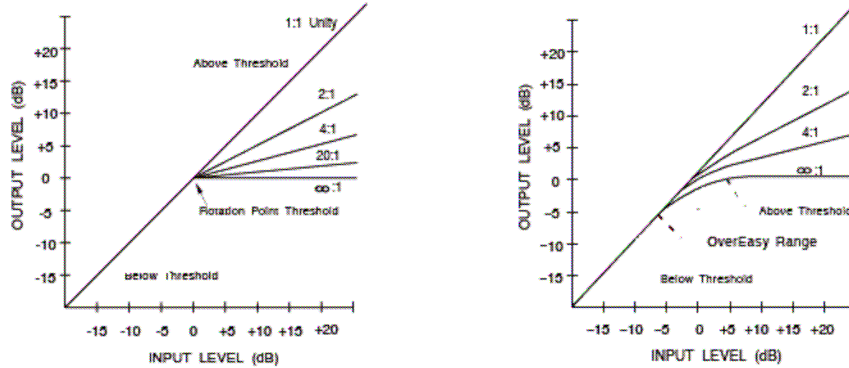 1:1 Unity
+20
Above Threshold
+15
2:1
+10
4:1
+5
20:1
0
∞:1
Rotation Point Threshold
-5
-10
Below Threshold
-15
OUTPUT LEVEL (dB)
-15 -10 -5 0 +5 +10 +15 +20
INPUT LEVEL (dB)
1:1
+20
+15
2:1
+10
4:1
+5
∞:1
0
Above Threshold
-5
OverEasy Range
-10
Below Threshold
-15
OUTPUT LEVEL (dB)
-15 -10 -5 0 +5 +10 +15 +20
INPUT LEVEL (dB)